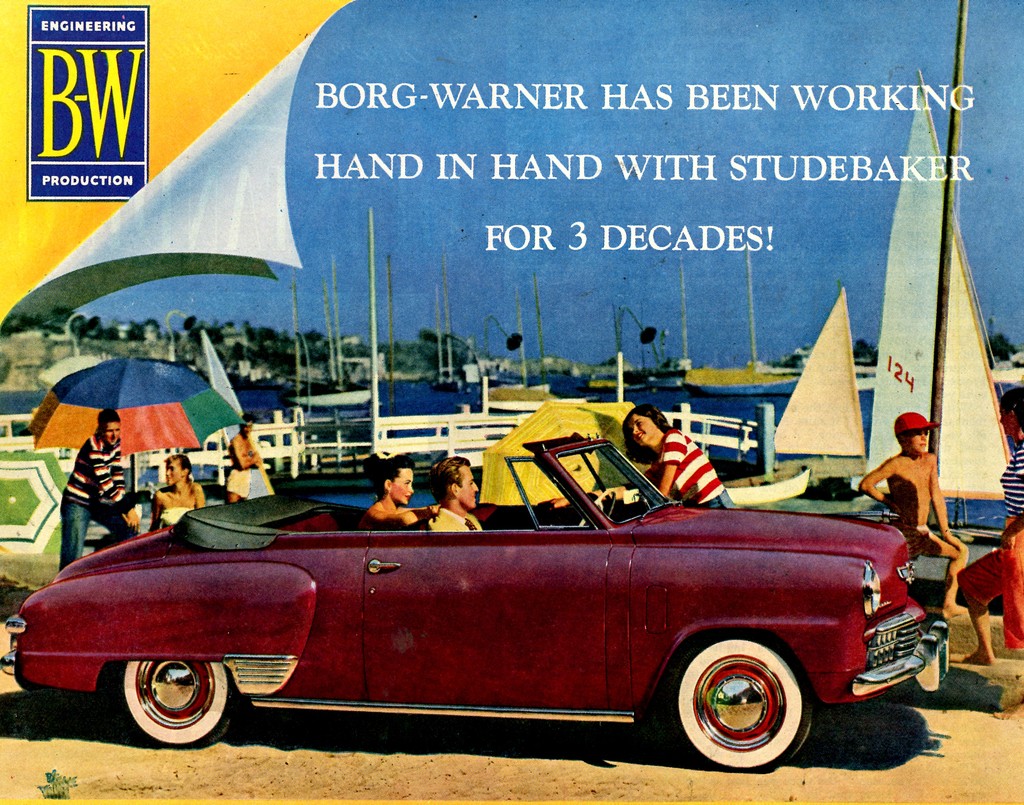 ENGINEERING
B-W
PRODUCTION
BORG-WARNER HAS BEEN WORKING
HAND IN HAND WITH STUDEBAKER
FOR 3 DECADES!
124